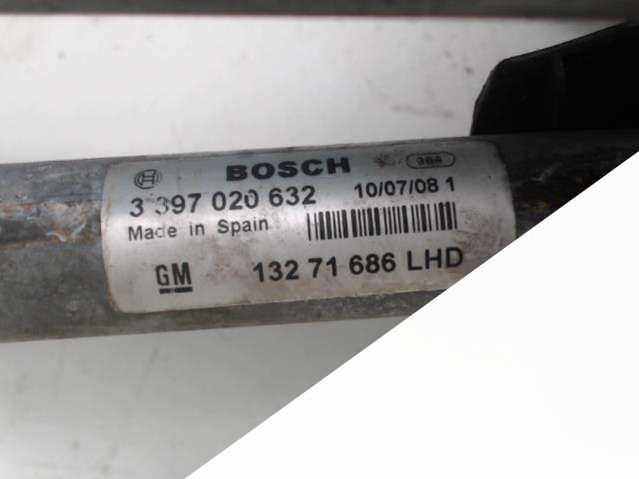 BOSCH
3 397 020 632 10/07/08 1
Made in Spain
GM 132 71 686 LHD